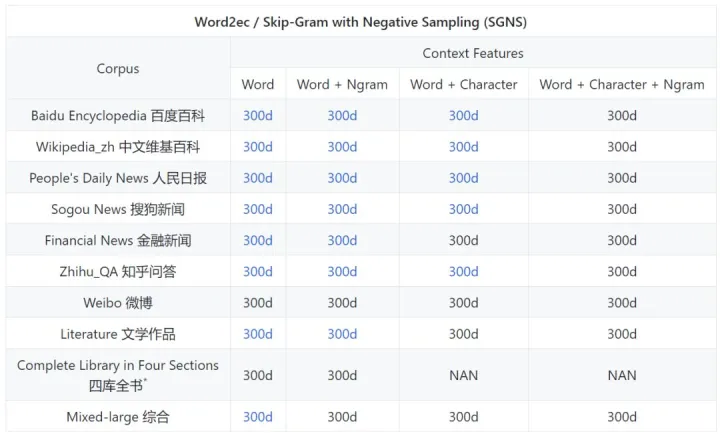 Word2ec / Skip-Gram with Negative Sampling (SGNS)
Corpus
Context Features
Word Word + Ngram Word + Character Word + Character + Ngram
Baidu Encyclopedia 百度百科 300d 300d 300d 300d
Wikipedia_zh 中文维基百科 300d 300d 300d 300d
People's Daily News 人民日报 300d 300d 300d 300d
Sogou News 搜狗新闻 300d 300d 300d 300d
Financial News 金融新闻 300d 300d 300d 300d
Zhihu_QA 知乎问答 300d 300d 300d 300d
Weibo 微博 300d 300d 300d 300d
Literature 文学作品 300d 300d 300d 300d
Complete Library in Four Sections
四库全书* 300d 300d NAN NAN
Mixed-large 综合 300d 300d 300d 300d